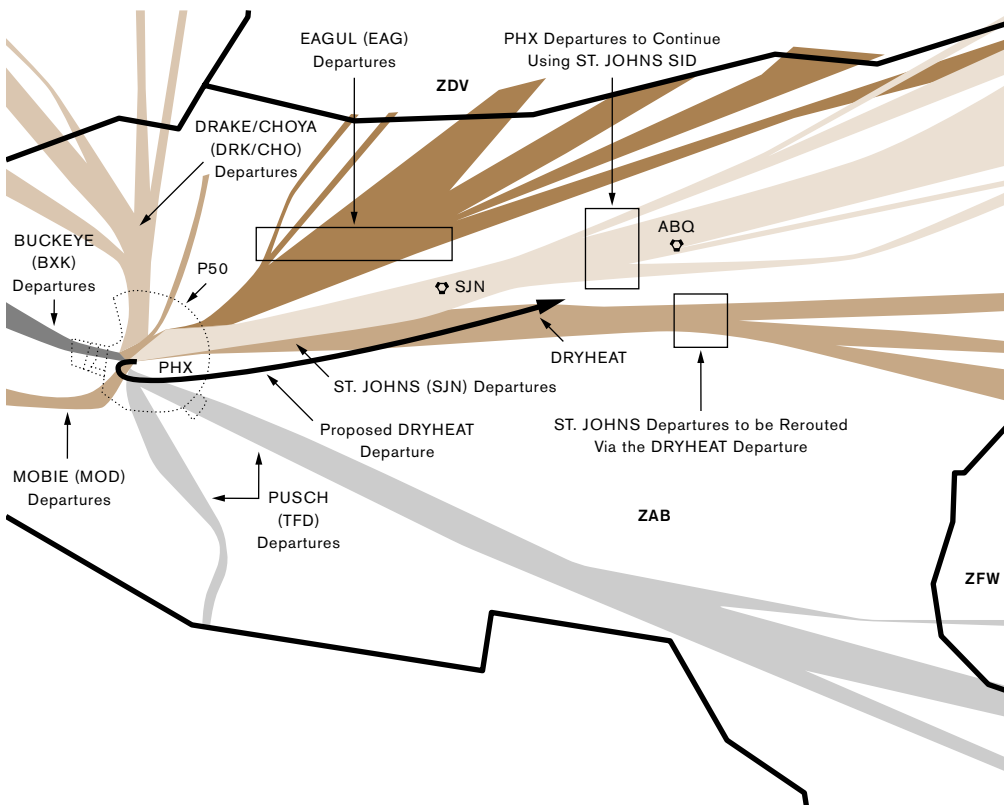 EAGUL (EAG)
Departures
PHX Departures to Continue
Using ST. JOHNS SID
ZDV
DRAKE/CHOYA
(DRK/CHO)
Departures
BUCKEYE
(BXK)
Departures
P50
ABQ
SJN
PHX
DRYHEAT
ST. JOHNS (SJN) Departures
Proposed DRYHEAT
Departure
ST. JOHNS Departures to be Rerouted
Via the DRYHEAT Departure
MOBIE (MOD)
Departures
PUSCH
(TFD)
Departures
ZAB
ZFW